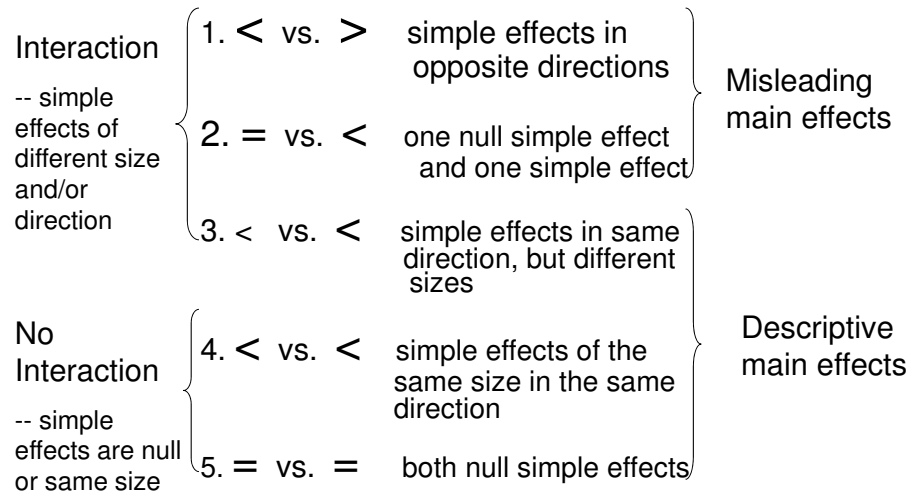 Interaction
-- simple
effects of
different size
and/or
direction
1. < vs. > simple effects in
opposite directions
2. = vs. < one null simple effect
and one simple effect
3. < vs. < simple effects in same
direction, but different
sizes
Misleading
main effects
No
Interaction
-- simple
effects are null
or same size
4. < vs. < simple effects of the
same size in the same
direction
5. = vs. = both null simple effects
Descriptive
main effects